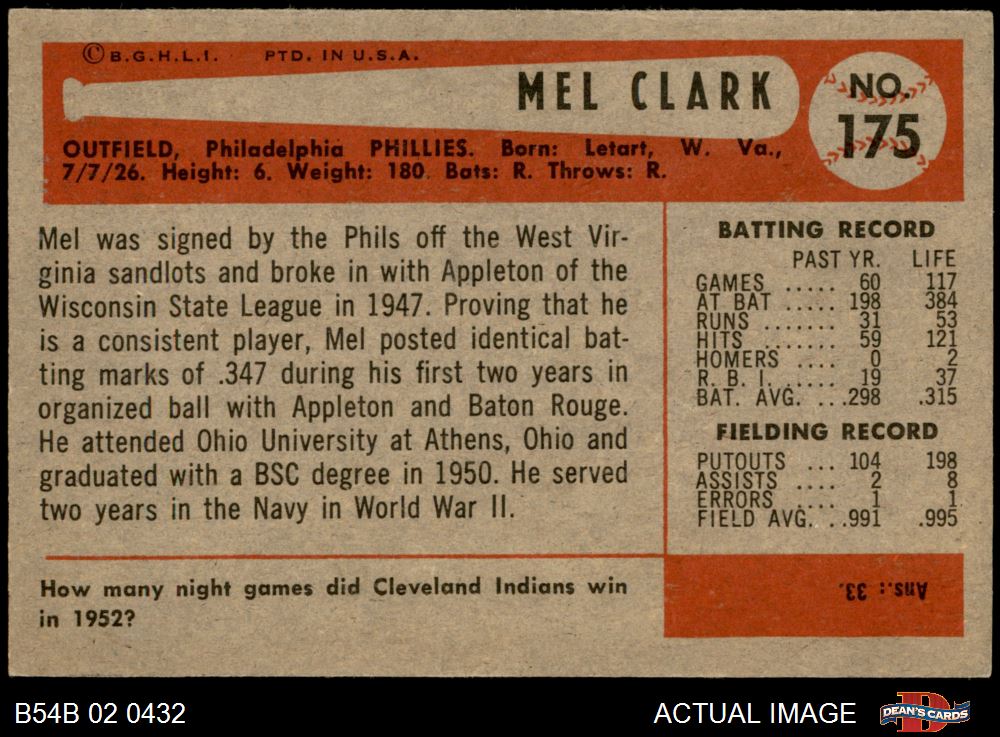 ©B.G.H.L.I. PTD. IN U.S.A.
MEL CLARK
NO.
175
OUTFIELD, Philadelphia PHILLIES. Born: Letart, W. Va.,
7/7/26. Height: 6. Weight: 180. Bats: R. Throws: R.
Mel was signed by the Phils off the West Vir-
ginia sandlots and broke in with Appleton of the
Wisconsin State League in 1947. Proving that he
is a consistent player, Mel posted identical bat-
ting marks of .347 during his first two years in
organized ball with Appleton and Baton Rouge.
He attended Ohio University at Athens, Ohio and
graduated with a BSC degree in 1950. He served
two years in the Navy in World War II.
BATTING RECORD
PAST YR. LIFE
GAMES ..... 60 117
AT BAT ..... 198 384
RUNS ....... 31 53
HITS ....... 59 121
HOMERS .... 0 2
R. B. I. ..... 19 37
BAT. AVG. ...298 .315
FIELDING RECORD
PUTOUTS ... 104 198
ASSISTS .... 2 8
ERRORS .... 1 1
FIELD AVG. ..991 .995
How many night games did Cleveland Indians win
in 1952?
Ans.: 33.
B54B 02 0432
ACTUAL IMAGE
DEAN'S CARDS